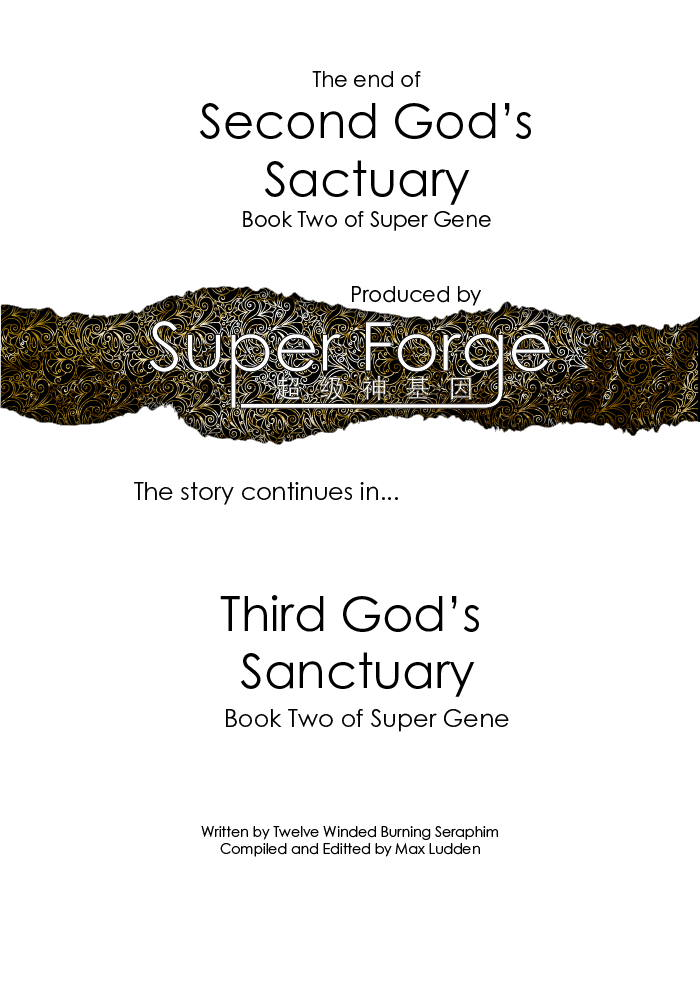 The end of
Second God’s
Sactuary
Book Two of Super Gene
Produced by
Super Forge
超级神基因
The story continues in...
Third God’s
Sanctuary
Book Two of Super Gene
Written by Twelve Winded Burning Seraphim
Compiled and Editted by Max Ludden